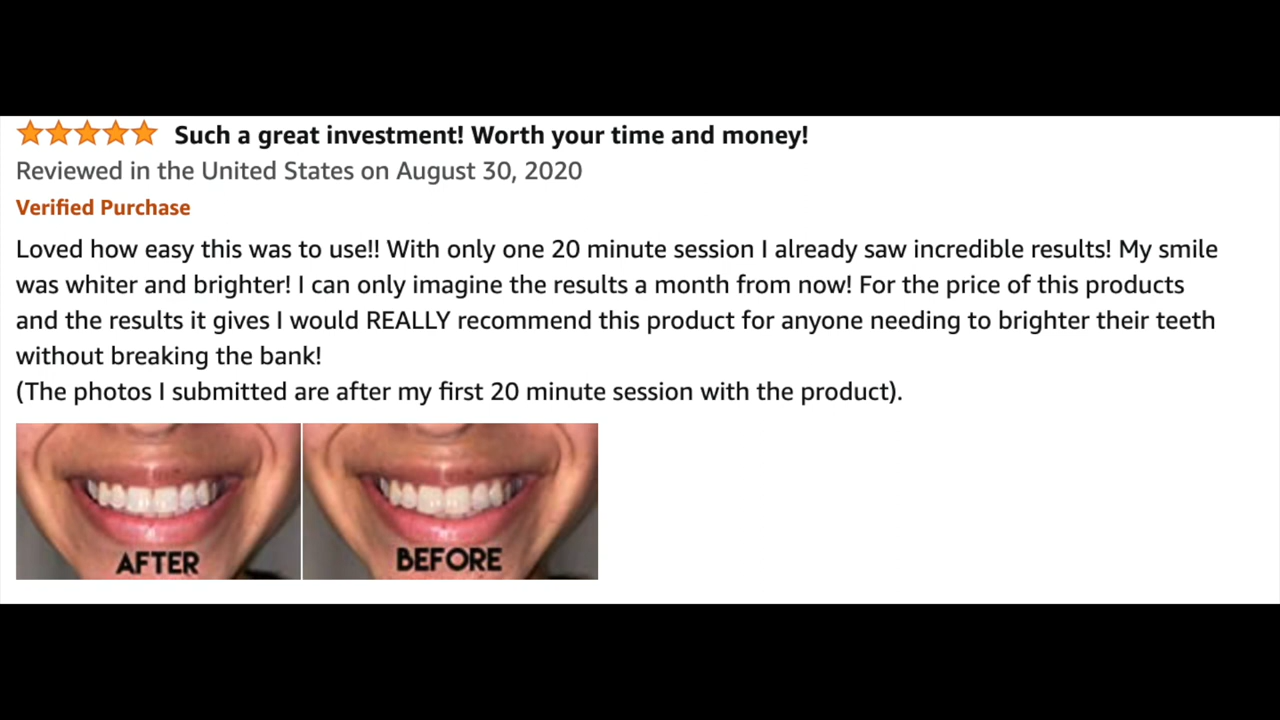 Such a great investment! Worth your time and money!
Reviewed in the United States on August 30, 2020
Verified Purchase
Loved how easy this was to use!! With only one 20 minute session I already saw incredible results! My smile
was whiter and brighter! I can only imagine the results a month from now! For the price of this products
and the results it gives I would REALLY recommend this product for anyone needing to brighter their teeth
without breaking the bank!
(The photos I submitted are after my first 20 minute session with the product).
AFTER
BEFORE